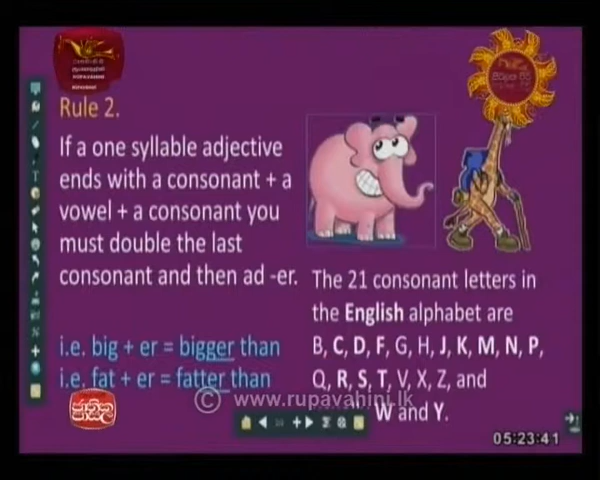 Rule 2.
If a one syllable adjective
ends with a consonant + a
vowel + a consonant you
must double the last
consonant and then ad -er.
i.e. big + er = bigger than
i.e. fat + er = fatter than
The 21 consonant letters in
the English alphabet are
B, C, D, F, G, H, J, K, M, N, P,
Q, R, S, T, V, X, Z, and
W and Y.
© www.rupavahini.lk
05:23:41